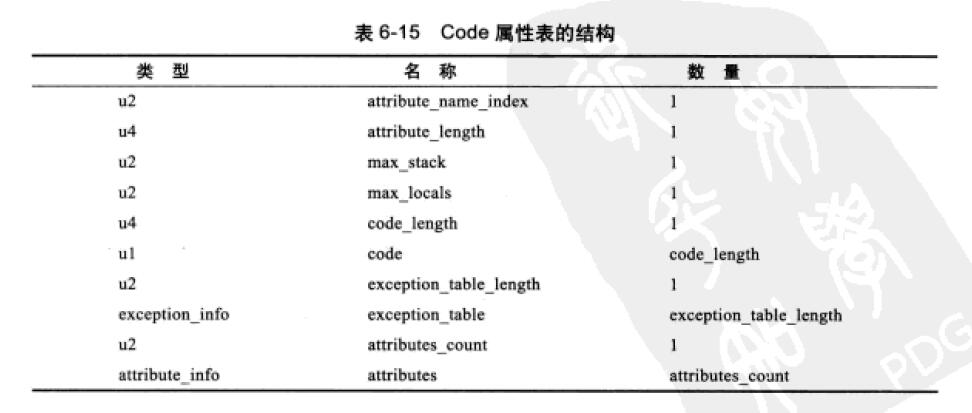 表 6-15 Code 属性表的结构
类 型 名 称 数 量
u2 attribute_name_index 1
u4 attribute_length 1
u2 max_stack 1
u2 max_locals 1
u4 code_length 1
u1 code code_length
u2 exception_table_length 1
exception_info exception_table exception_table_length
u2 attributes_count 1
attribute_info attributes attributes_count
PDG